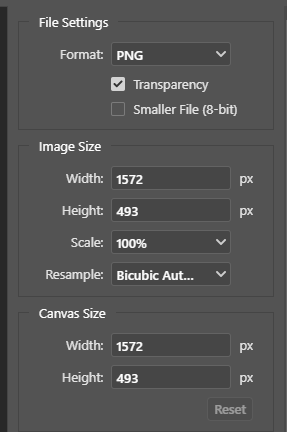 File Settings
Format: PNG
Transparency
Smaller File (8-bit)
Image Size
Width: 1572 px
Height: 493 px
Scale: 100%
Resample: Bicubic Aut...
Canvas Size
Width: 1572 px
Height: 493 px
Reset